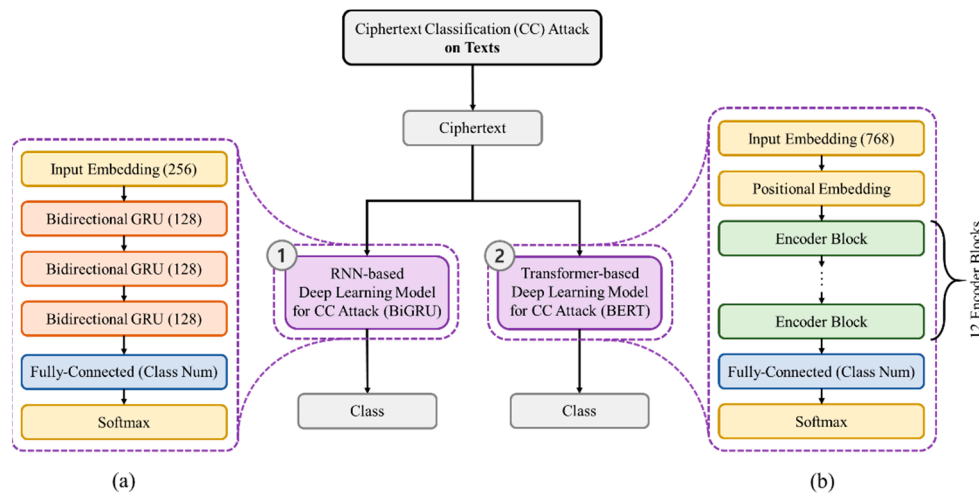 Ciphertext Classification (CC) Attack
on Texts
Ciphertext
Input Embedding (256)
Bidirectional GRU (128)
Bidirectional GRU (128)
Bidirectional GRU (128)
Fully-Connected (Class Num)
Softmax
(a)
1
RNN-based
Deep Learning Model
for CC Attack (BiGRU)
Class
2
Transformer-based
Deep Learning Model
for CC Attack (BERT)
Class
Input Embedding (768)
Positional Embedding
Encoder Block
Encoder Block
12 Encoder Blocks
Fully-Connected (Class Num)
Softmax
(b)